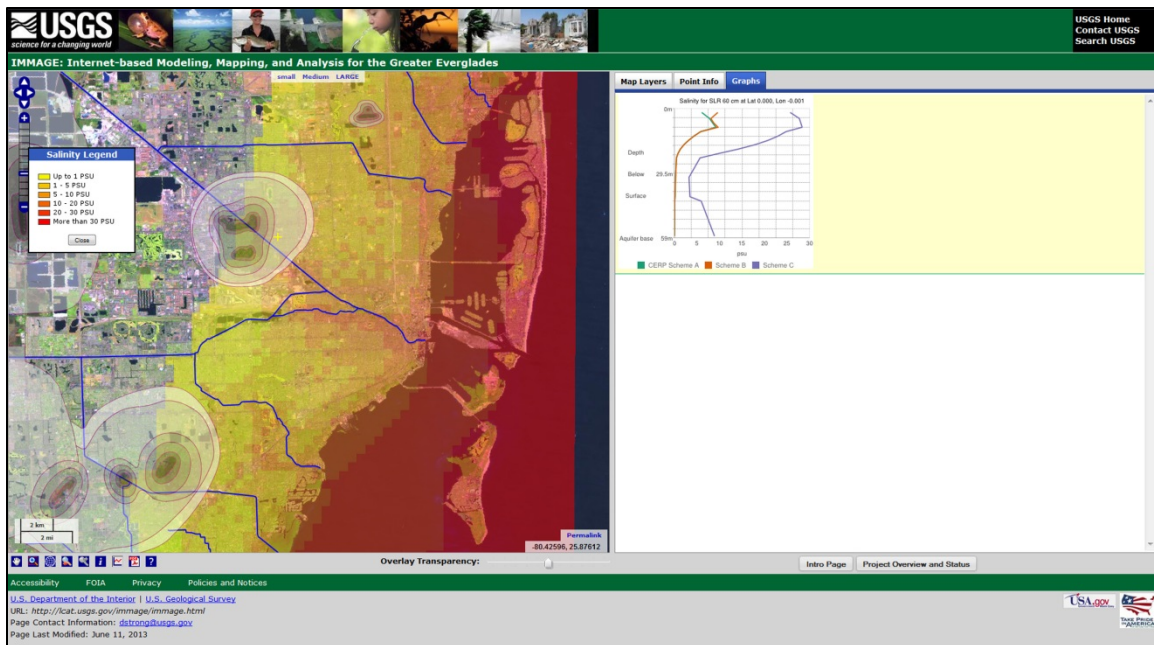 USGS
science for a changing world
USGS Home
Contact USGS
Search USGS
IMMAGE: Internet-based Modeling, Mapping, and Analysis for the Greater Everglades
small Medium LARGE
Salinity Legend
Up to 1 PSU
1 - 5 PSU
5 - 10 PSU
10 - 20 PSU
20 - 30 PSU
More than 30 PSU
Close
2 km
2 mi
Permalink
-80.42596, 25.87612
Map Layers Point Info Graphs
Salinity for SLR 60 cm at Lat 0.000, Lon -0.001
0m
Depth
Below 29.5m
Surface
Aquifer base 59m
0 5 10 15 20 25 30
psu
CERP Scheme A Scheme B Scheme C
Overlay Transparency:
Intro Page Project Overview and Status
Accessibility FOIA Privacy Policies and Notices
U.S. Department of the Interior | U.S. Geological Survey
URL: http://lcat.usgs.gov/immage/immage.html
Page Contact Information: dstrong@usgs.gov
Page Last Modified: June 11, 2013
USA.gov
TAKE PRIDE
IN AMERICA